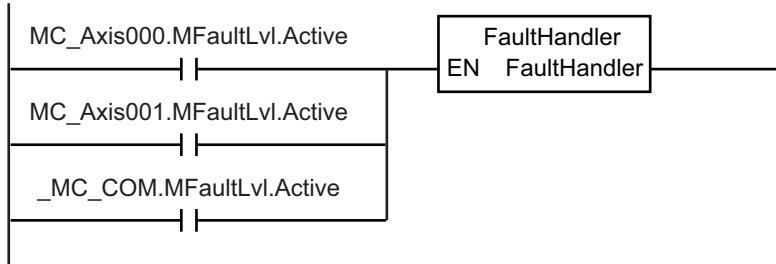 MC_Axis000.MFaultLvl.Active
FaultHandler
EN FaultHandler
MC_Axis001.MFaultLvl.Active
_MC_COM.MFaultLvl.Active